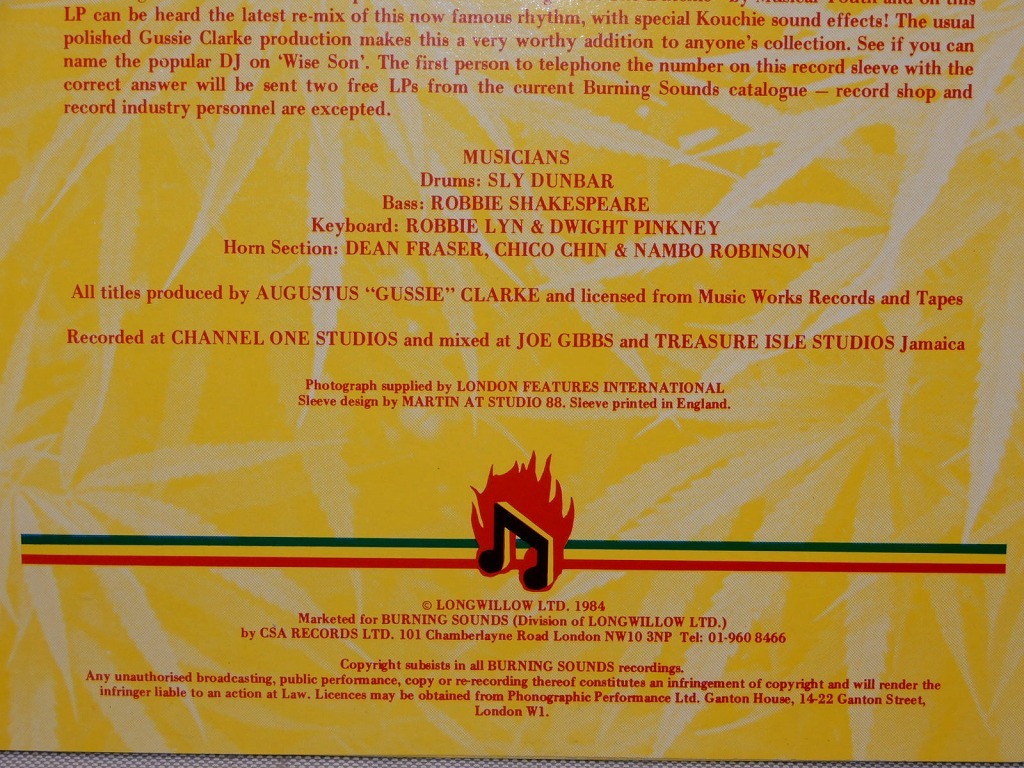 by Musical Youth and on this
LP can be heard the latest re-mix of this now famous rhythm, with special Kouchie sound effects! The usual
polished Gussie Clarke production makes this a very worthy addition to anyone's collection. See if you can
name the popular DJ on 'Wise Son'. The first person to telephone the number on this record sleeve with the
correct answer will be sent two free LPs from the current Burning Sounds catalogue — record shop and
record industry personnel are excepted.
MUSICIANS
Drums: SLY DUNBAR
Bass: ROBBIE SHAKESPEARE
Keyboard: ROBBIE LYN & DWIGHT PINKNEY
Horn Section: DEAN FRASER, CHICO CHIN & NAMBO ROBINSON
All titles produced by AUGUSTUS "GUSSIE" CLARKE and licensed from Music Works Records and Tapes
Recorded at CHANNEL ONE STUDIOS and mixed at JOE GIBBS and TREASURE ISLE STUDIOS Jamaica
Photograph supplied by LONDON FEATURES INTERNATIONAL
Sleeve design by MARTIN AT STUDIO 88. Sleeve printed in England.
© LONGWILLOW LTD. 1984
Marketed for BURNING SOUNDS (Division of LONGWILLOW LTD.)
by CSA RECORDS LTD. 101 Chamberlayne Road London NW10 3NP Tel: 01-960 8466
Copyright subsists in all BURNING SOUNDS recordings.
Any unauthorised broadcasting, public performance, copy or re-recording thereof constitutes an infringement of copyright and will render the
infringer liable to an action at Law. Licences may be obtained from Phonographic Performance Ltd. Ganton House, 14-22 Ganton Street,
London W1.